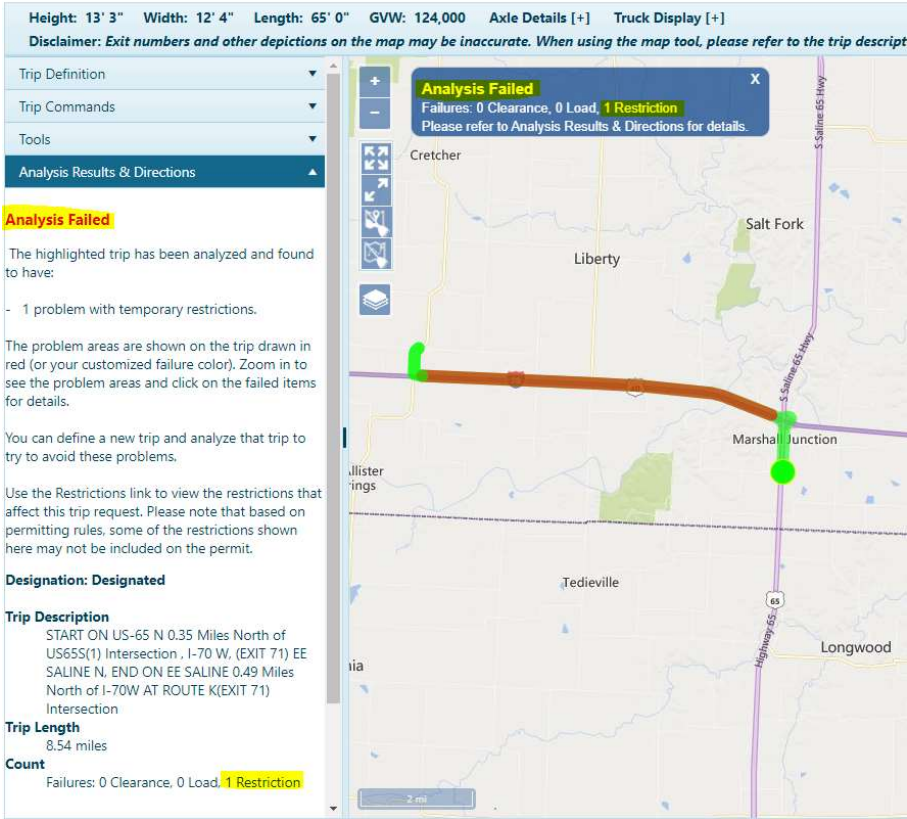 Height: 13' 3" Width: 12' 4" Length: 65' 0" GVW: 124,000 Axle Details [+] Truck Display [+]
Disclaimer: Exit numbers and other depictions on the map may be inaccurate. When using the map tool, please refer to the trip descript
Trip Definition
Trip Commands
Tools
Analysis Results & Directions
Analysis Failed
The highlighted trip has been analyzed and found
to have:
- 1 problem with temporary restrictions.
The problem areas are shown on the trip drawn in
red (or your customized failure color). Zoom in to
see the problem areas and click on the failed items
for details.
You can define a new trip and analyze that trip to
try to avoid these problems.
Use the Restrictions link to view the restrictions that
affect this trip request. Please note that based on
permitting rules, some of the restrictions shown
here may not be included on the permit.
Designation: Designated
Trip Description
START ON US-65 N 0.35 Miles North of
US65S(1) Intersection , I-70 W, (EXIT 71) EE
SALINE N, END ON EE SALINE 0.49 Miles
North of I-70W AT ROUTE K(EXIT 71)
Intersection
Trip Length
8.54 miles
Count
Failures: 0 Clearance, 0 Load, 1 Restriction
+
−
Analysis Failed
X
Failures: 0 Clearance, 0 Load, 1 Restriction
Please refer to Analysis Results & Directions for details.
Cretcher
S Saline 65 Hwy
Salt Fork
Liberty
S Saline 65 Hwy
Marshall Junction
llister
rings
Tedieville
65
Highway 65
Longwood
ia
2 mi